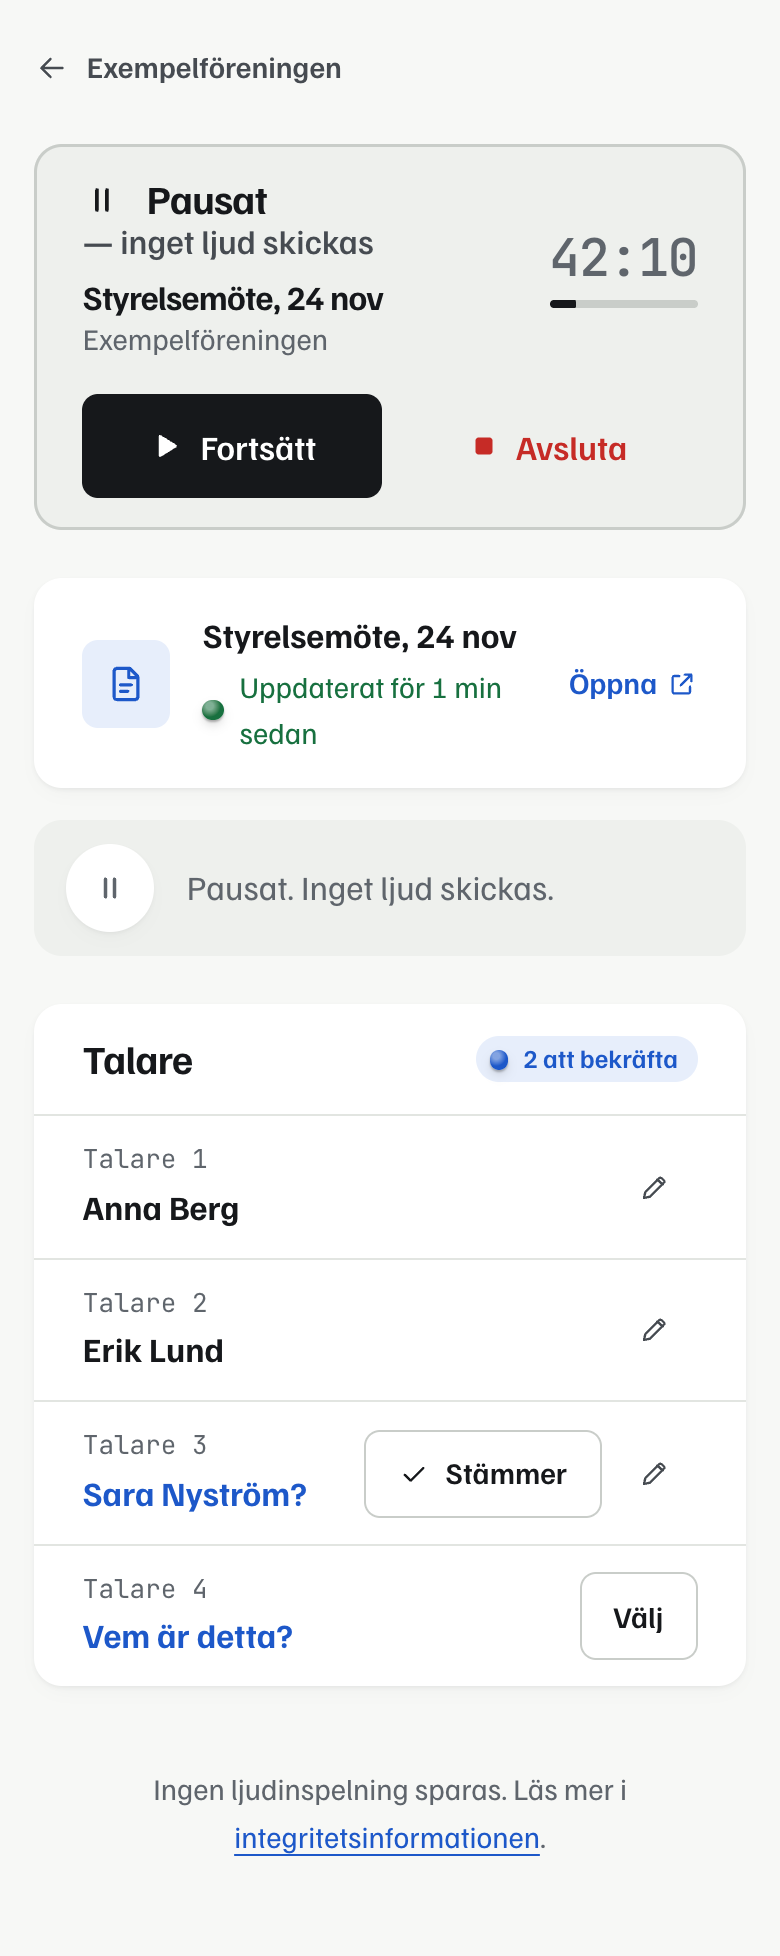 Exempelföreningen
Pausat
— inget ljud skickas
42:10
Styrelsemöte, 24 nov
Exempelföreningen
Fortsätt
Avsluta
Styrelsemöte, 24 nov
Uppdaterat för 1 min
sedan
Öppna
Pausat. Inget ljud skickas.
Talare
2 att bekräfta
Talare 1
Anna Berg
Talare 2
Erik Lund
Talare 3
Sara Nyström?
Stämmer
Talare 4
Vem är detta?
Välj
Ingen ljudinspelning sparas. Läs mer i
integritetsinformationen.